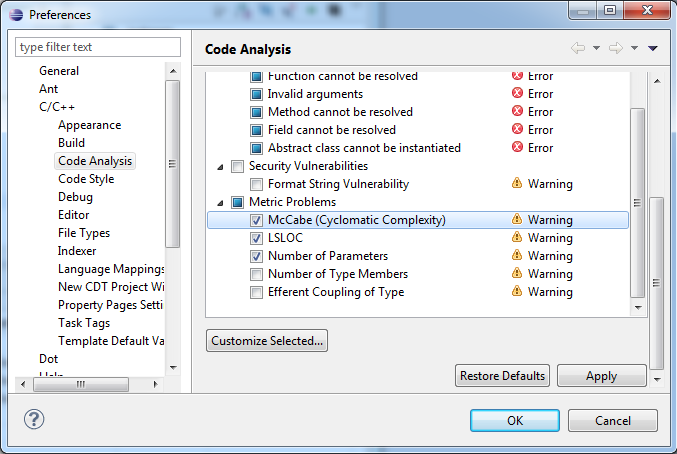 Preferences
type filter text
General
Ant
C/C++
Appearance
Build
Code Analysis
Code Style
Debug
Editor
File Types
Indexer
Language Mappings
New CDT Project Wi
Property Pages Setti
Task Tags
Template Default Va
Dot
Code Analysis
Function cannot be resolved Error
Invalid arguments Error
Method cannot be resolved Error
Field cannot be resolved Error
Abstract class cannot be instantiated Error
Security Vulnerabilities
Format String Vulnerability Warning
Metric Problems
McCabe (Cyclomatic Complexity) Warning
LSLOC Warning
Number of Parameters Warning
Number of Type Members Warning
Efferent Coupling of Type Warning
Customize Selected...
Restore Defaults Apply
OK Cancel